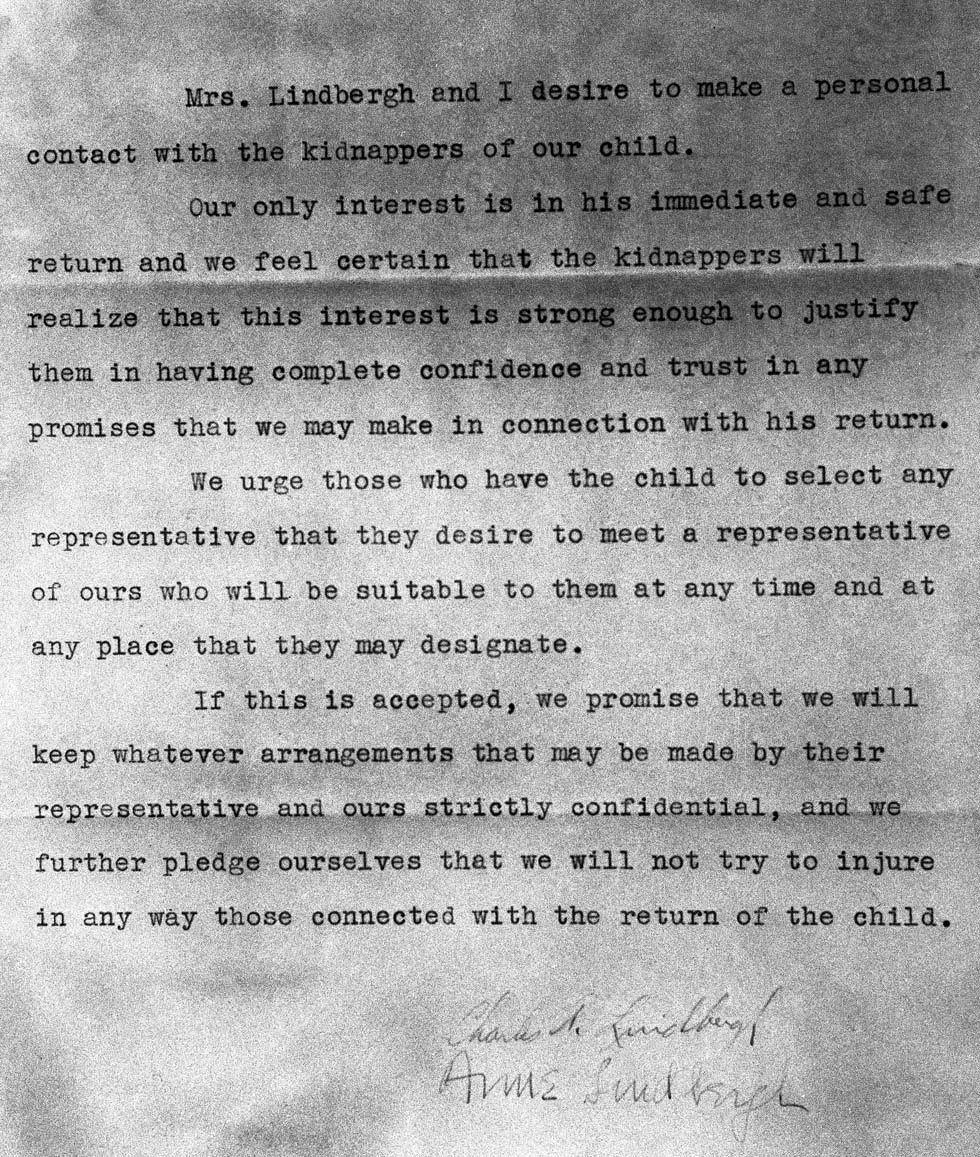 Mrs. Lindbergh and I desire to make a personal
contact with the kidnappers of our child.
Our only interest is in his immediate and safe
return and we feel certain that the kidnappers will
realize that this interest is strong enough to justify
them in having complete confidence and trust in any
promises that we may make in connection with his return.
We urge those who have the child to select any
representative that they desire to meet a representative
of ours who will be suitable to them at any time and at
any place that they may designate.
If this is accepted, we promise that we will
keep whatever arrangements that may be made by their
representative and ours strictly confidential, and we
further pledge ourselves that we will not try to injure
in any way those connected with the return of the child.
Charles A. Lindbergh
Anne Lindbergh